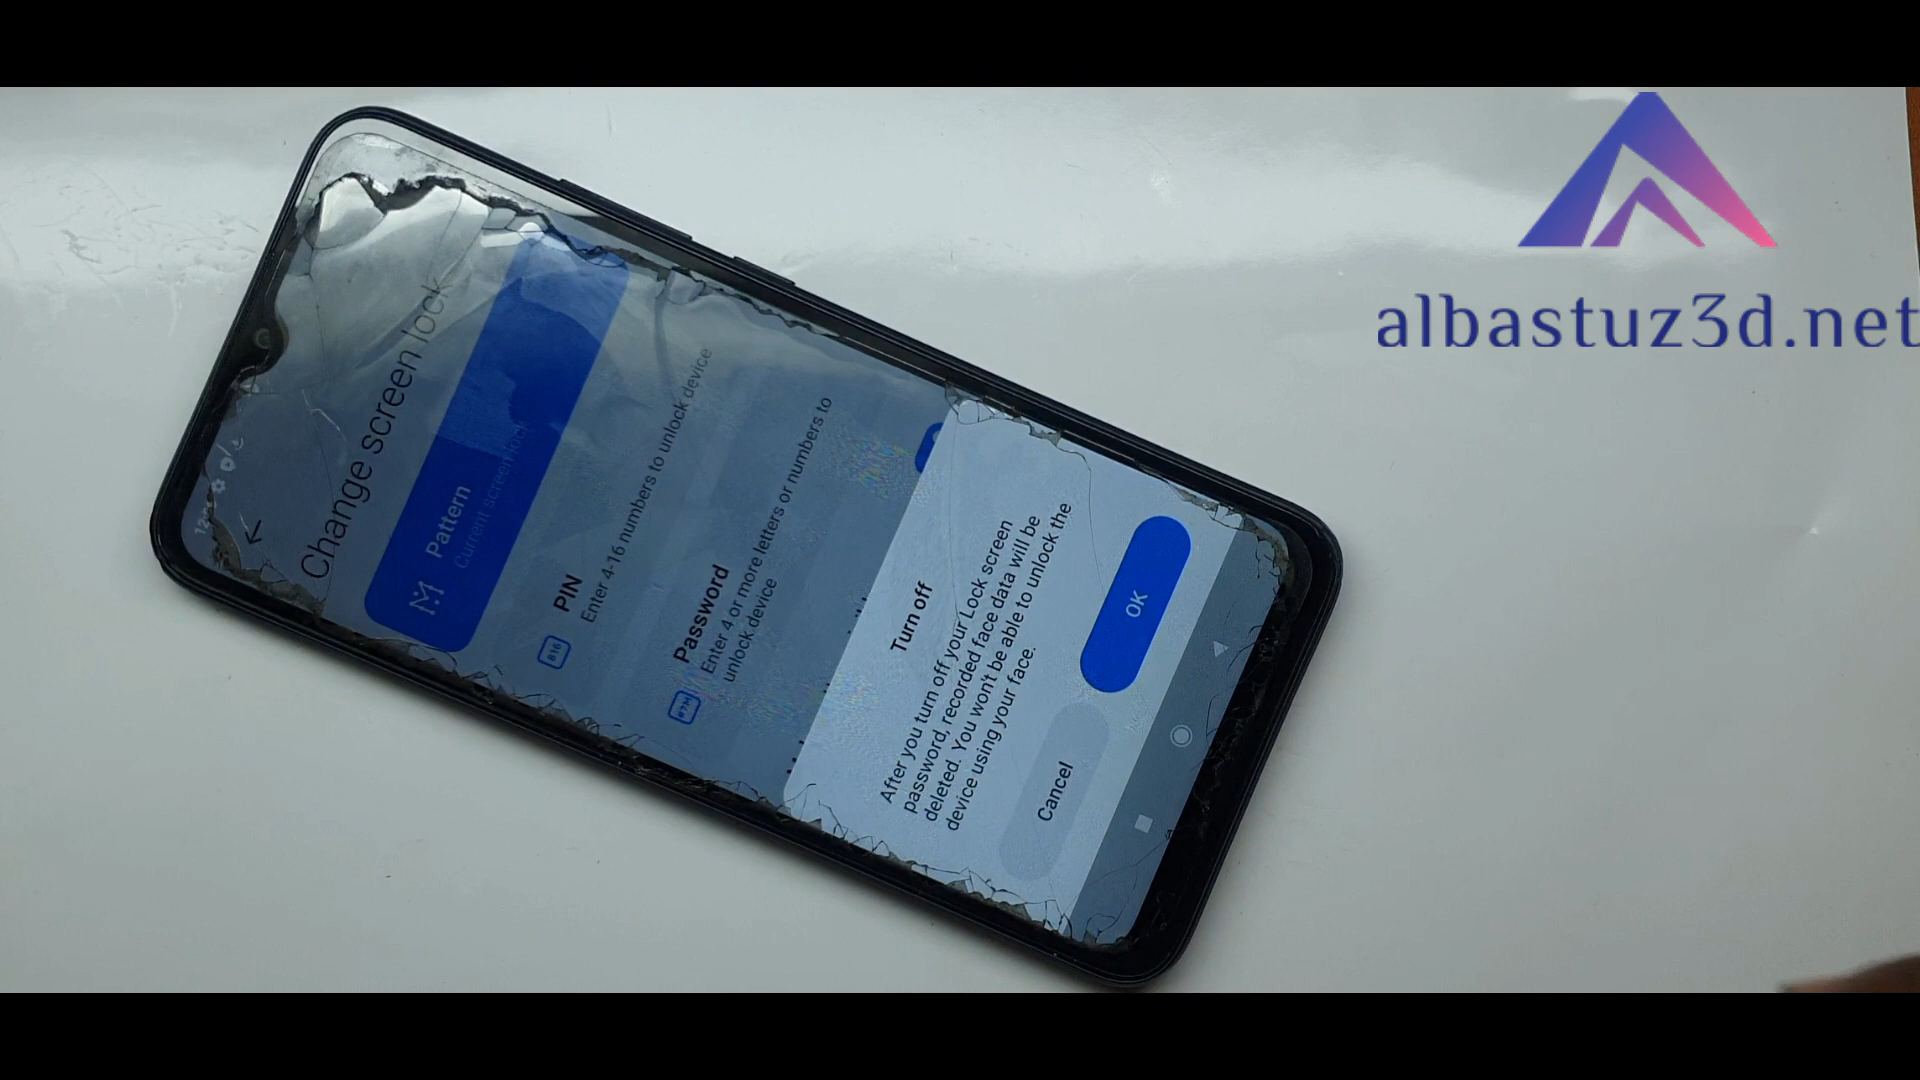 albastuz3d.net
Change screen lock
Pattern
Current screen lock
PIN
Enter 4-16 numbers to unlock device
Password
Enter 4 or more letters or numbers to
unlock device
Turn off
After you turn off your Lock screen
password, recorded face data will be
deleted. You won't be able to unlock the
device using your face.
Cancel
OK